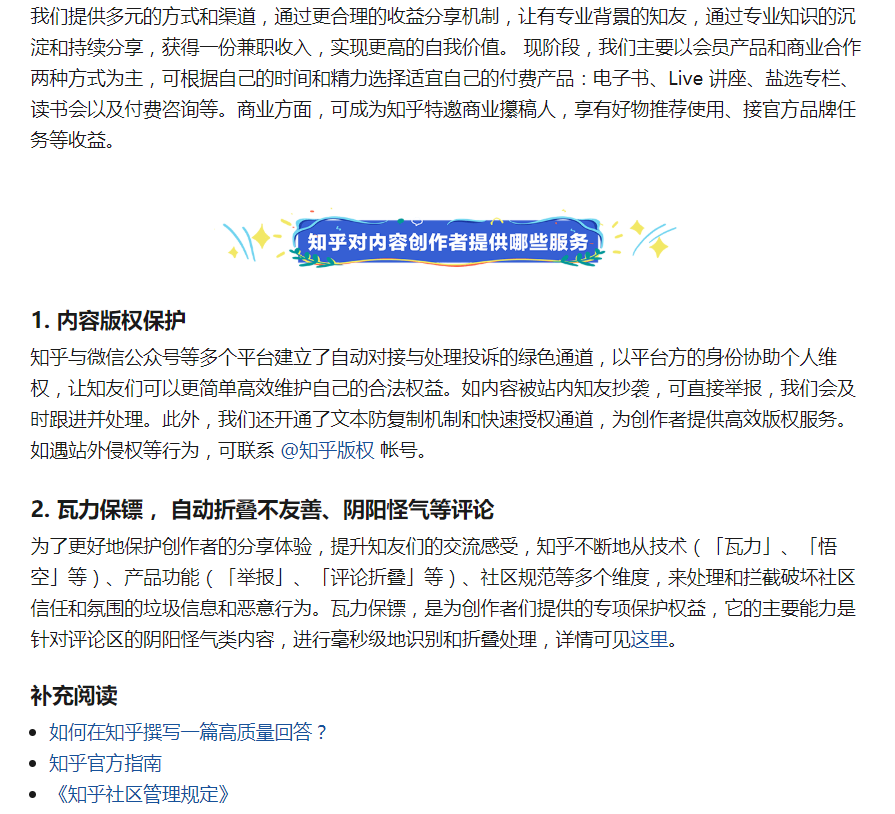 我们提供多元的方式和渠道，通过更合理的收益分享机制，让有专业背景的知友，通过专业知识的沉
淀和持续分享，获得一份兼职收入，实现更高的自我价值。 现阶段，我们主要以会员产品和商业合作
两种方式为主，可根据自己的时间和精力选择适宜自己的付费产品：电子书、Live 讲座、盐选专栏、
读书会以及付费咨询等。商业方面，可成为知乎特邀商业撰稿人，享有好物推荐使用、接官方品牌任
务等收益。
知乎对内容创作者提供哪些服务
1. 内容版权保护
知乎与微信公众号等多个平台建立了自动对接与处理投诉的绿色通道，以平台方的身份协助个人维
权，让知友们可以更简单高效维护自己的合法权益。如内容被站内知友抄袭，可直接举报，我们会及
时跟进并处理。此外，我们还开通了文本防复制机制和快速授权通道，为创作者提供高效版权服务。
如遇站外侵权等行为，可联系 @知乎版权 帐号。
2. 瓦力保镖， 自动折叠不友善、阴阳怪气等评论
为了更好地保护创作者的分享体验，提升知友们的交流感受，知乎不断地从技术（「瓦力」、「悟
空」等）、产品功能（「举报」、「评论折叠」等）、社区规范等多个维度，来处理和拦截破坏社区
信任和氛围的垃圾信息和恶意行为。瓦力保镖，是为创作者们提供的专项保护权益，它的主要能力是
针对评论区的阴阳怪气类内容，进行毫秒级地识别和折叠处理，详情可见这里。
补充阅读
• 如何在知乎撰写一篇高质量回答？
• 知乎官方指南
• 《知乎社区管理规定》